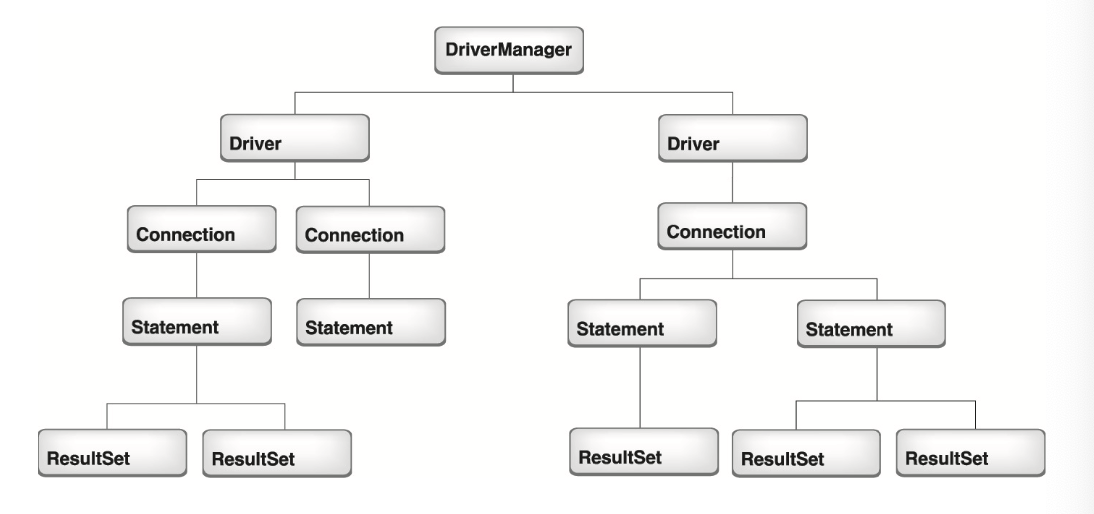 DriverManager
Driver
Driver
Connection
Connection
Connection
Statement
Statement
Statement
Statement
ResultSet
ResultSet
ResultSet
ResultSet
ResultSet